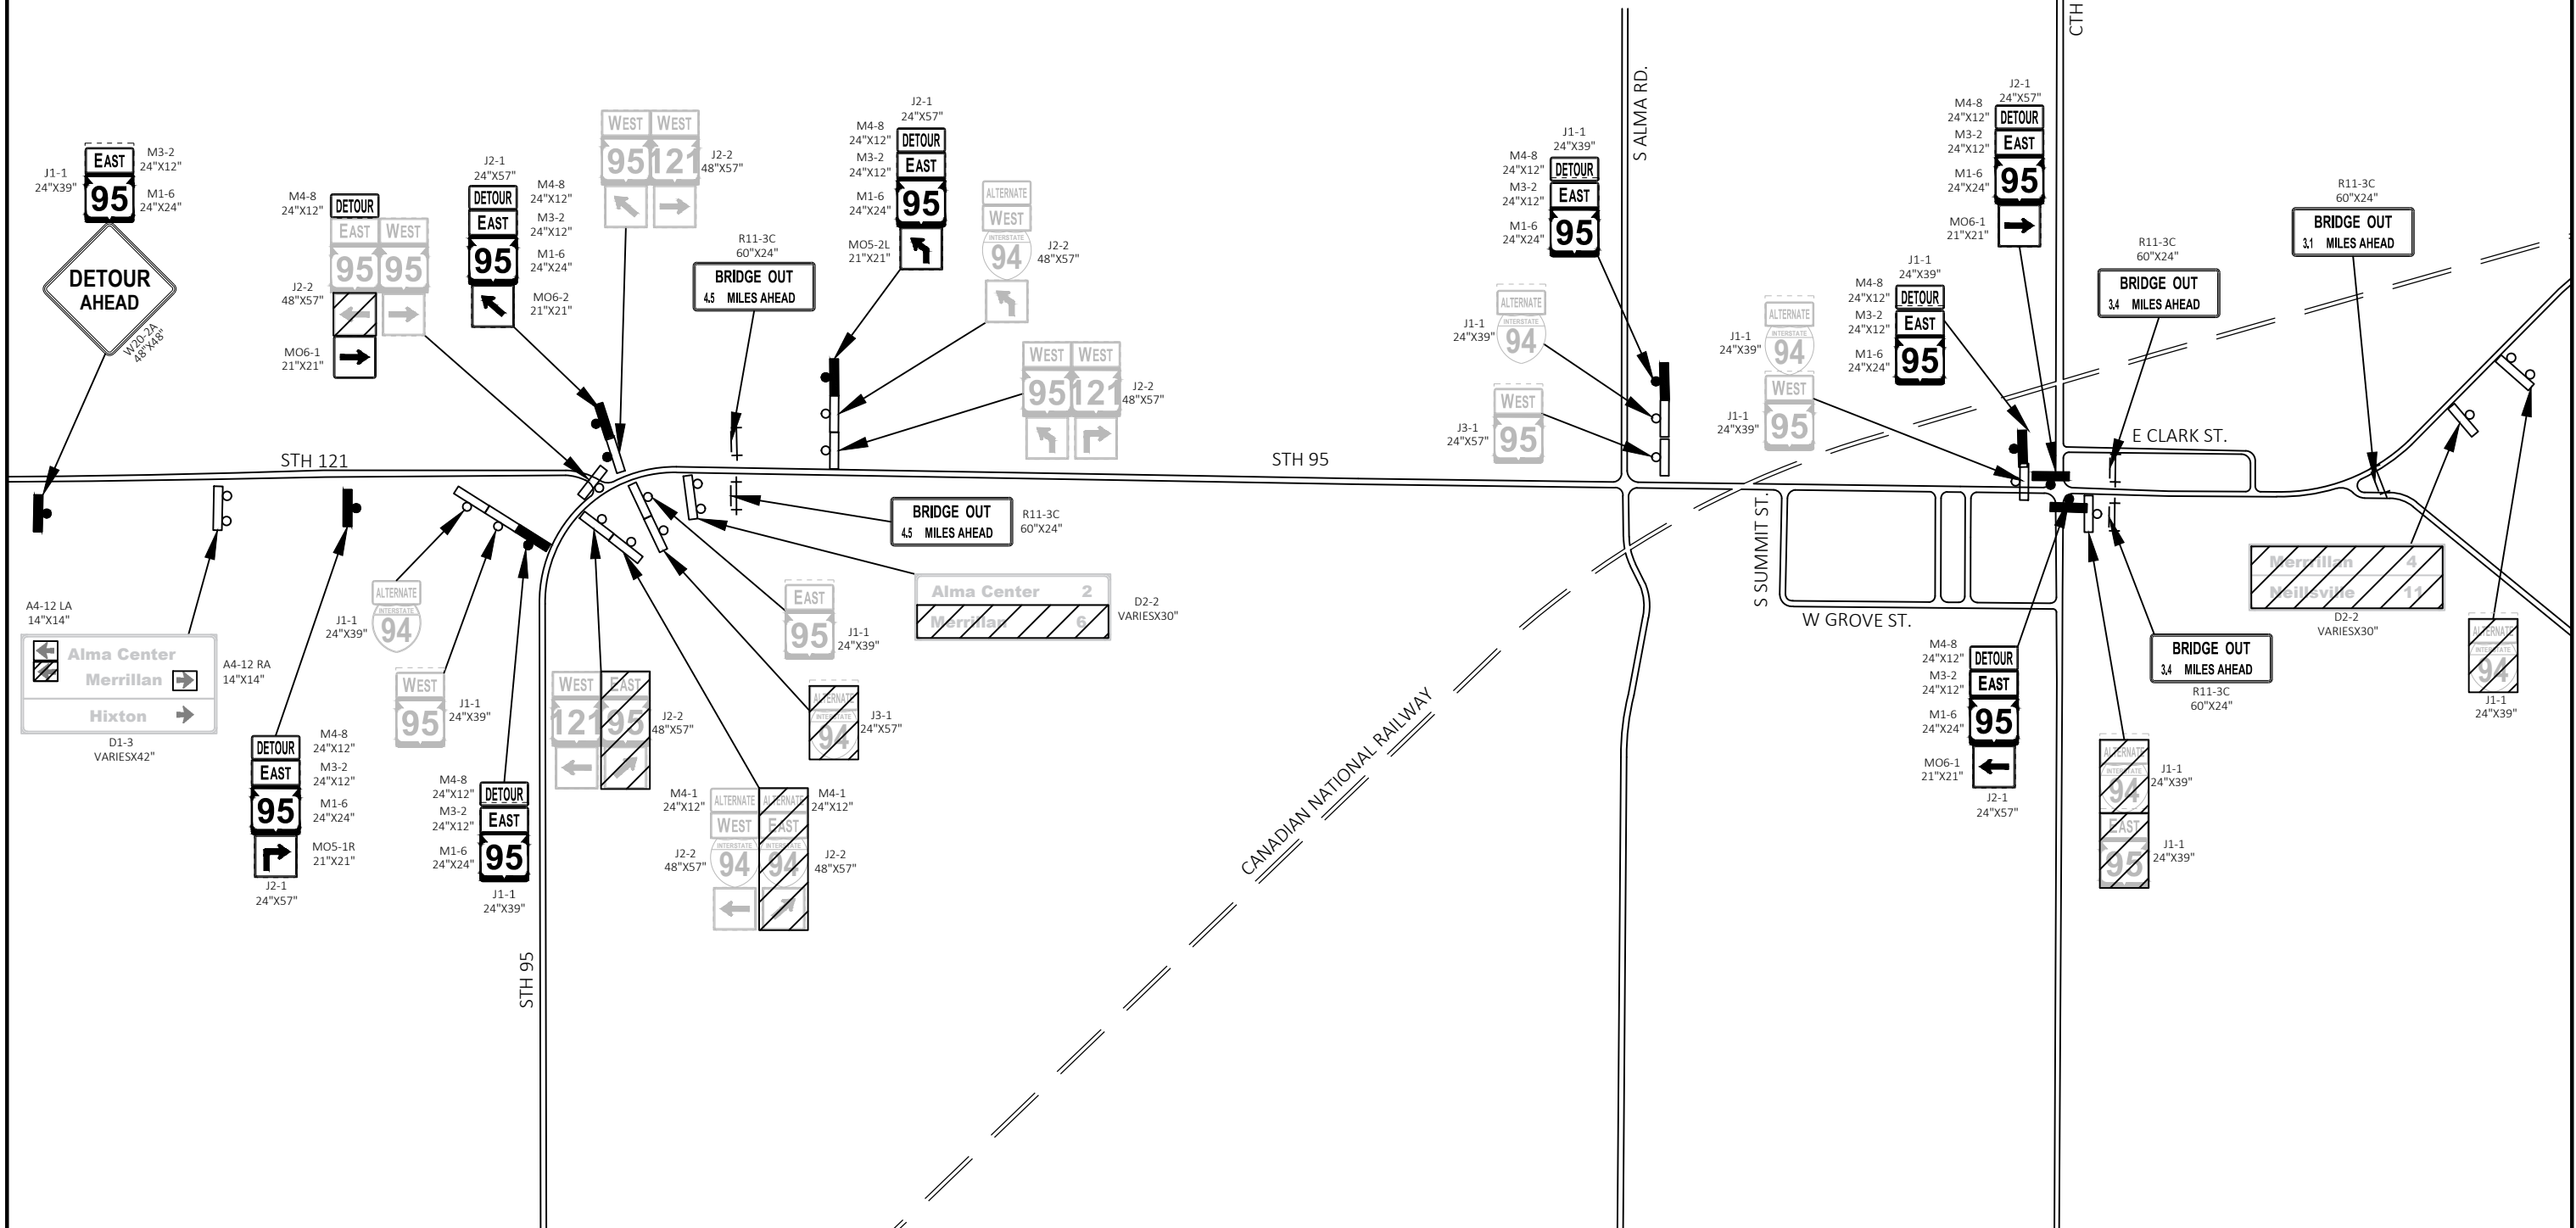 CTH
J1-1
24"X39"
EAST
95
M3-2
24"X12"
M1-6
24"X24"
DETOUR
AHEAD
W20-2A
48"X48"
M4-8
24"X12"
DETOUR
EAST WEST
95 95
J2-2
48"X57"
MO6-1
21"X21"
J2-1
24"X57"
DETOUR
EAST
95
M4-8
24"X12"
M3-2
24"X12"
M1-6
24"X24"
MO6-2
21"X21"
WEST WEST
95 121
J2-2
48"X57"
R11-3C
60"X24"
BRIDGE OUT
4.5 MILES AHEAD
J2-1
24"X57"
M4-8
24"X12"
M3-2
24"X12"
M1-6
24"X24"
MO5-2L
21"X21"
DETOUR
EAST
95
ALTERNATE
WEST
INTERSTATE
94
J2-2
48"X57"
WEST WEST
95 121
J2-2
48"X57"
J1-1
24"X39"
M4-8
24"X12"
M3-2
24"X12"
M1-6
24"X24"
DETOUR
EAST
95
S ALMA RD.
ALTERNATE
INTERSTATE
94
J1-1
24"X39"
WEST
95
J3-1
24"X57"
ALTERNATE
INTERSTATE
94
J1-1
24"X39"
WEST
95
J1-1
24"X39"
J1-1
24"X39"
M4-8
24"X12"
M3-2
24"X12"
M1-6
24"X24"
DETOUR
EAST
95
J2-1
24"X57"
M4-8
24"X12"
M3-2
24"X12"
M1-6
24"X24"
MO6-1
21"X21"
DETOUR
EAST
95
R11-3C
60"X24"
BRIDGE OUT
3.4 MILES AHEAD
R11-3C
60"X24"
BRIDGE OUT
3.1 MILES AHEAD
STH 121
STH 95
E CLARK ST.
S SUMMIT ST.
W GROVE ST.
CANADIAN NATIONAL RAILWAY
STH 95
A4-12 LA
14"X14"
Alma Center
Merrillan
Hixton
A4-12 RA
14"X14"
D1-3
VARIESX42"
DETOUR
EAST
95
M4-8
24"X12"
M3-2
24"X12"
M1-6
24"X24"
MO5-1R
21"X21"
J2-1
24"X57"
ALTERNATE
INTERSTATE
94
J1-1
24"X39"
WEST
95
J1-1
24"X39"
M4-8
24"X12"
M3-2
24"X12"
M1-6
24"X24"
DETOUR
EAST
95
J1-1
24"X39"
WEST EAST
121 95
J2-2
48"X57"
M4-1
24"X12"
ALTERNATE ALTERNATE
WEST EAST
INTERSTATE INTERSTATE
94 94
J2-2
48"X57"
M4-1
24"X12"
J2-2
48"X57"
EAST
95
J1-1
24"X39"
ALTERNATE
INTERSTATE
94
J3-1
24"X57"
BRIDGE OUT
4.5 MILES AHEAD
R11-3C
60"X24"
Alma Center 2
Merrillan 6
D2-2
VARIESX30"
M4-8
24"X12"
M3-2
24"X12"
M1-6
24"X24"
MO6-1
21"X21"
DETOUR
EAST
95
J2-1
24"X57"
ALTERNATE
INTERSTATE
94
J1-1
24"X39"
EAST
95
J1-1
24"X39"
BRIDGE OUT
3.4 MILES AHEAD
R11-3C
60"X24"
Merrillan 4
Neillsville 11
D2-2
VARIESX30"
ALTERNATE
INTERSTATE
94
J1-1
24"X39"